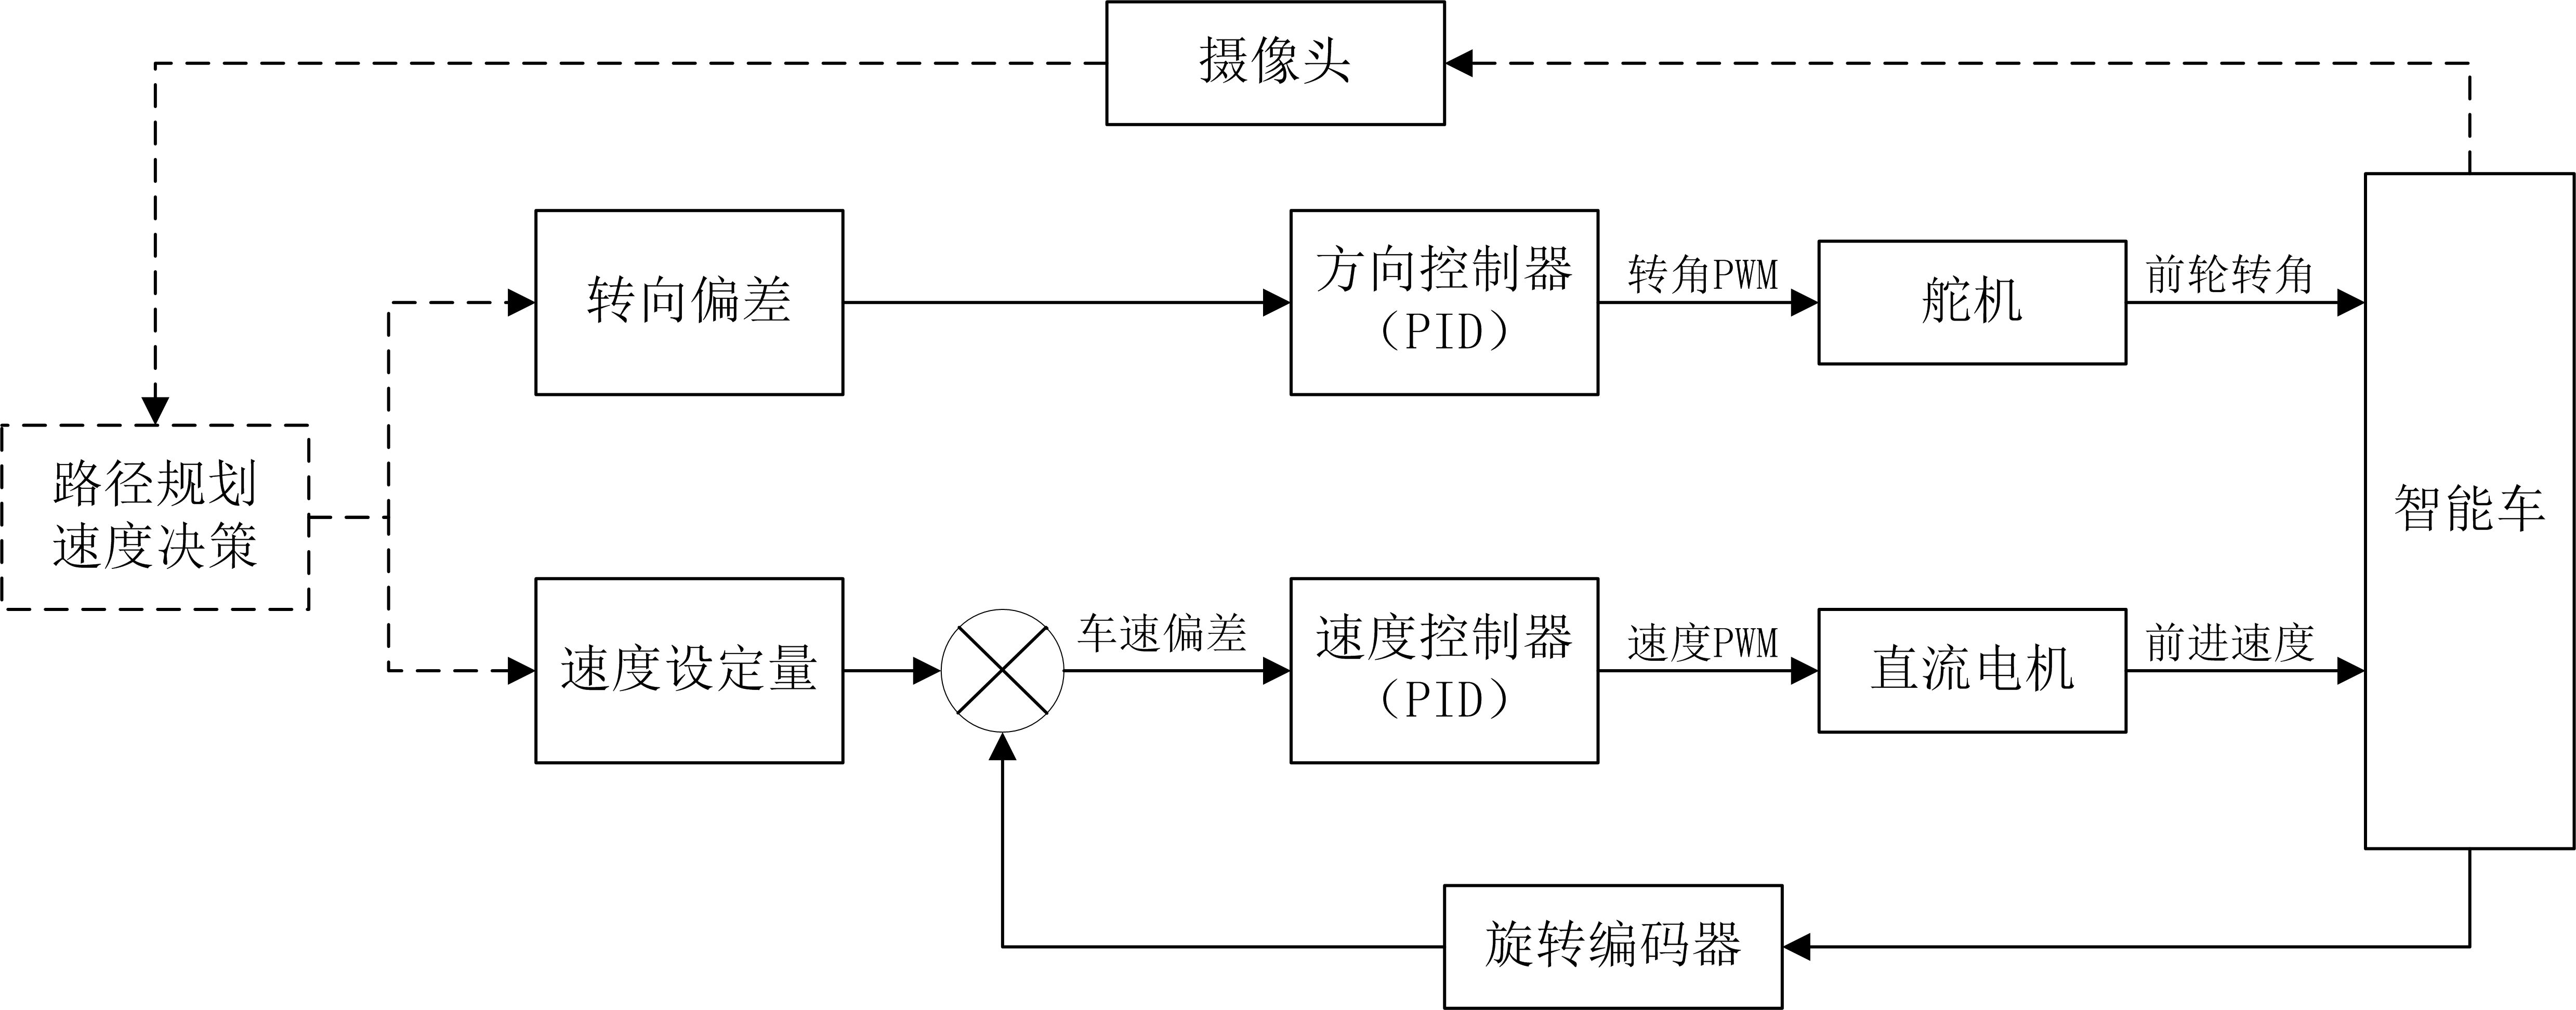 摄像头
转向偏差
方向控制器
（PID）
转角PWM
舵机
前轮转角
路径规划
速度决策
智能车
速度设定量
车速偏差
速度控制器
（PID）
速度PWM
直流电机
前进速度
旋转编码器